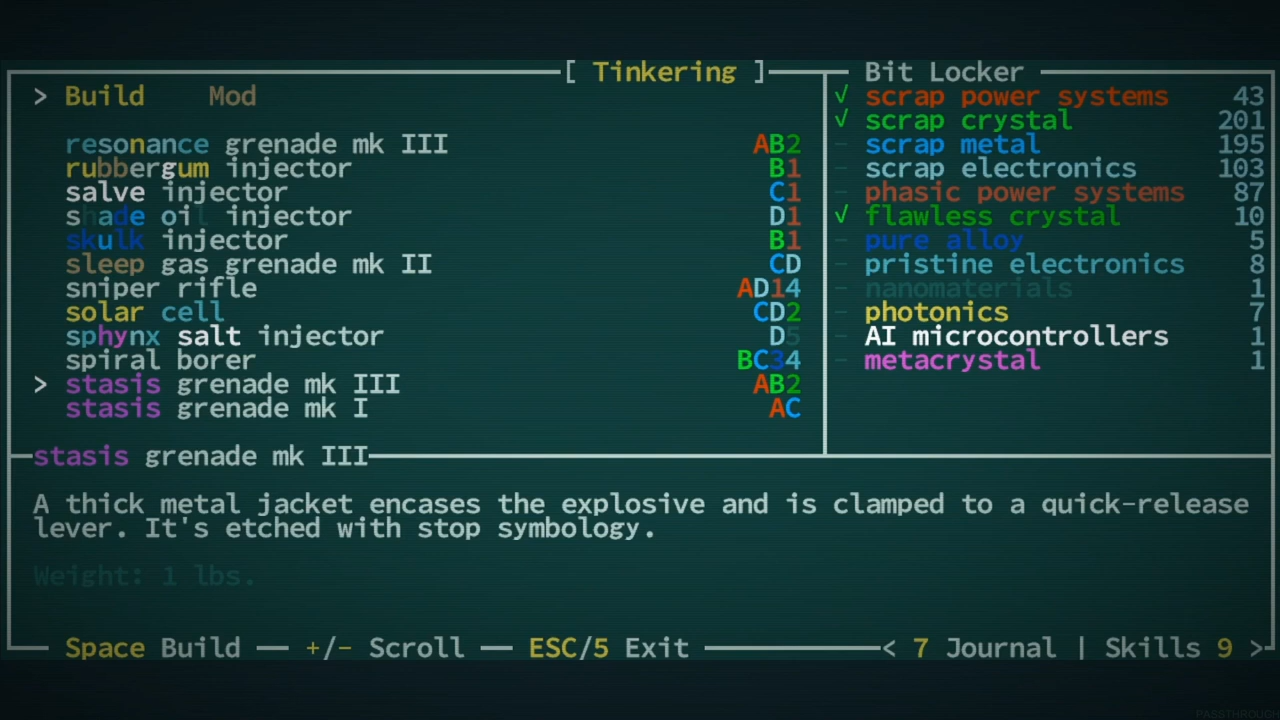 [ Tinkering ] Bit Locker
> Build Mod
√ scrap power systems 43
√ scrap crystal 201
- scrap metal 195
- scrap electronics 103
- phasic power systems 87
√ flawless crystal 10
- pure alloy 5
- pristine electronics 8
- nanomaterials 1
- photonics 7
- AI microcontrollers 1
- metacrystal 1
resonance grenade mk III AB2
rubbergum injector B1
salve injector C1
shade oil injector D1
skulk injector B1
sleep gas grenade mk II CD
sniper rifle AD14
solar cell CD2
sphynx salt injector D5
spiral borer BC34
> stasis grenade mk III AB2
stasis grenade mk I AC
stasis grenade mk III
A thick metal jacket encases the explosive and is clamped to a quick-release
lever. It's etched with stop symbology.
Weight: 1 lbs.
Space Build — +/- Scroll — ESC/5 Exit < 7 Journal | Skills 9 >